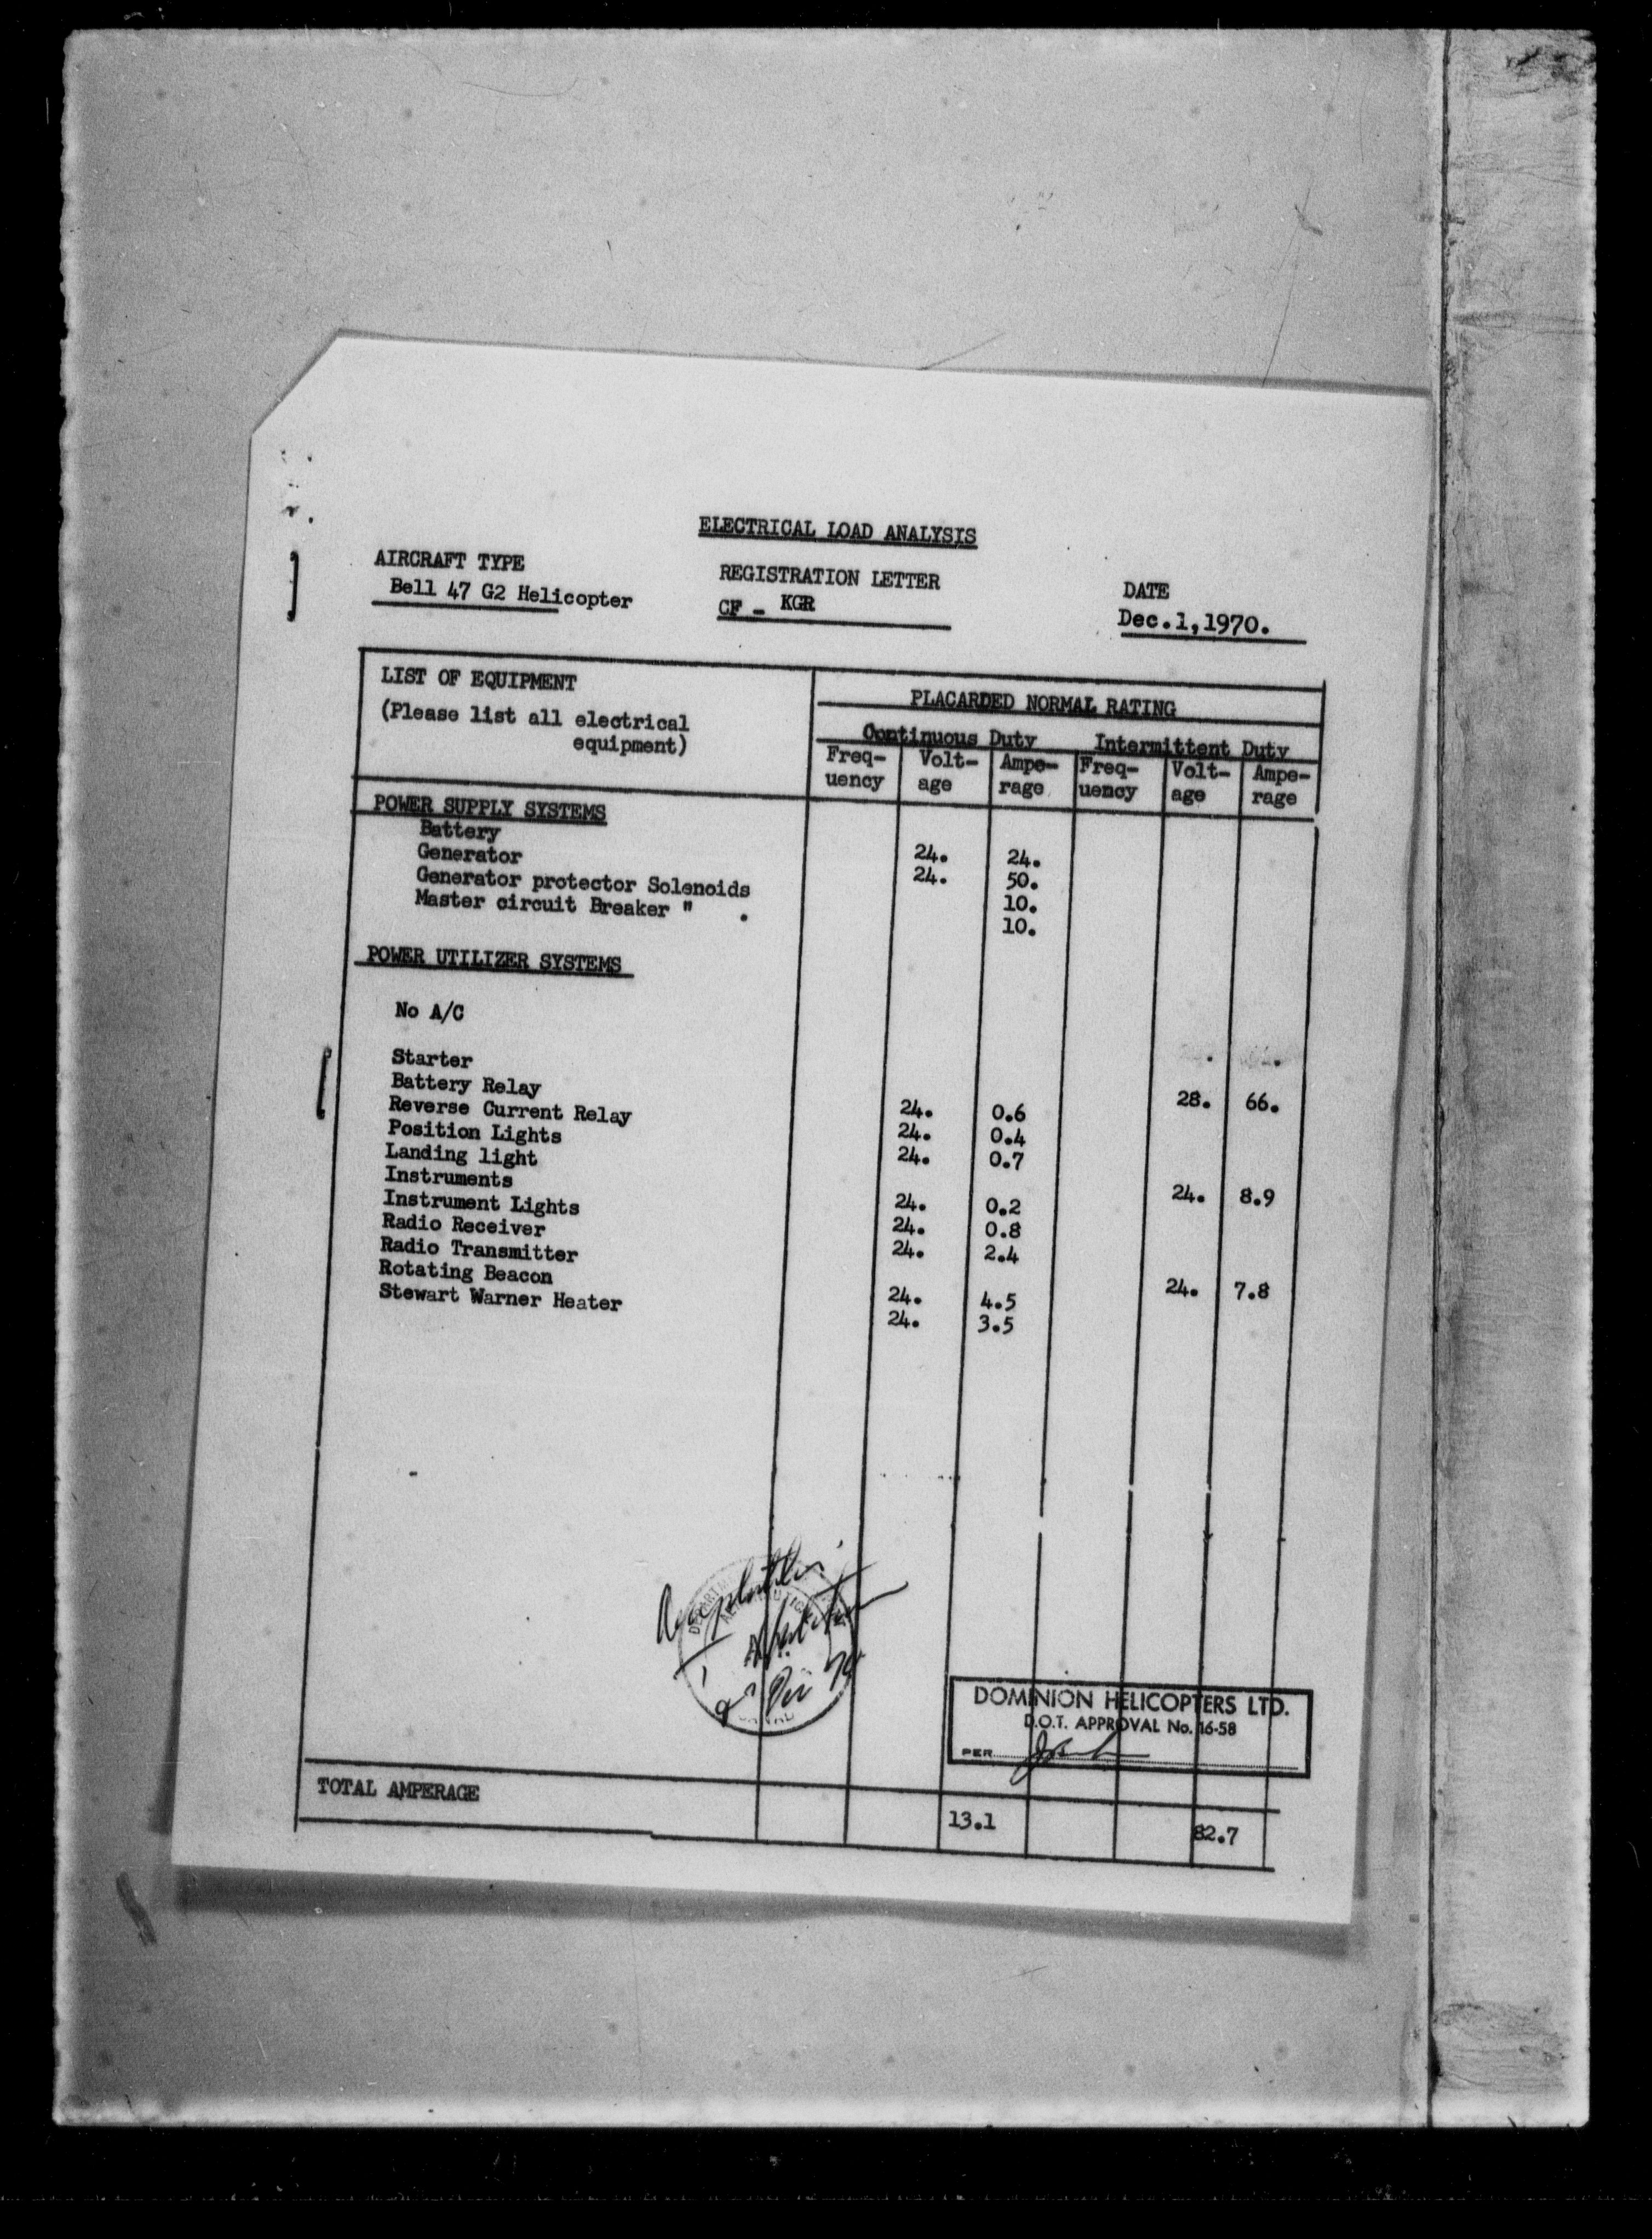 ELECTRICAL LOAD ANALYSIS
AIRCRAFT TYPE REGISTRATION LETTER DATE
Bell 47 G2 Helicopter CF - KGR Dec.1,1970.
LIST OF EQUIPMENT PLACARDED NORMAL RATING
(Please list all electrical equipment)
Continuous Duty Intermittent Duty
Freq- Volt- Ampe- Freq- Volt- Ampe-
uency age rage uency age rage
POWER SUPPLY SYSTEMS
Battery 24. 24.
Generator 24. 50.
Generator protector Solenoids 10.
Master circuit Breaker " . 10.
POWER UTILIZER SYSTEMS
No A/C
Starter 28. 66.
Battery Relay 24. 0.6
Reverse Current Relay 24. 0.4
Position Lights 24. 0.7
Landing light 24. 8.9
Instruments 24. 0.2
Instrument Lights 24. 0.8
Radio Receiver 24. 2.4
Radio Transmitter 24. 7.8
Rotating Beacon 24. 4.5
Stewart Warner Heater 24. 3.5
DOMINION HELICOPTERS LTD.
D.O.T. APPROVAL No. 16-58
PER
TOTAL AMPERAGE 13.1 82.7